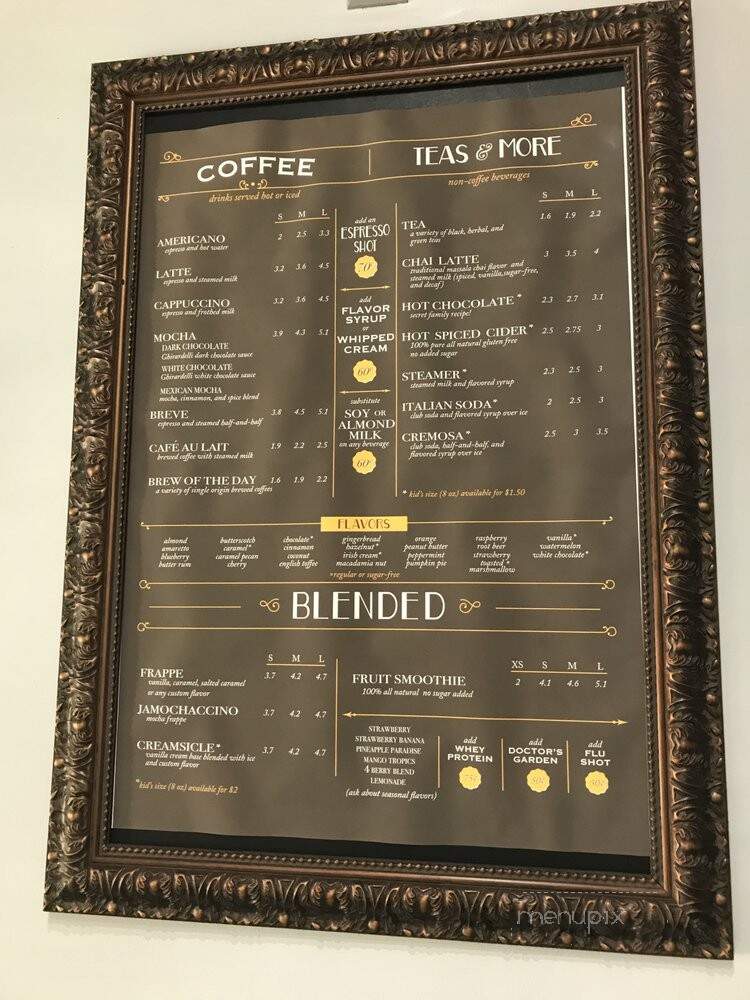 COFFEE
drinks served hot or iced
S M L
AMERICANO 2 2.5 3.3
espresso and hot water
LATTE 3.2 3.6 4.5
espresso and steamed milk
CAPPUCCINO 3.2 3.6 4.5
espresso and frothed milk
MOCHA 3.9 4.3 5.1
DARK CHOCOLATE
Ghirardelli dark chocolate sauce
WHITE CHOCOLATE
Ghirardelli white chocolate sauce
MEXICAN MOCHA
mocha, cinnamon, and spice blend
BREVE 3.8 4.5 5.1
espresso and steamed half-and-half
CAFÉ AU LAIT 1.9 2.2 2.5
brewed coffee with steamed milk
BREW OF THE DAY 1.6 1.9 2.2
a variety of single origin brewed coffees
add an
ESPRESSO
SHOT
70¢
add
FLAVOR
SYRUP
or
WHIPPED
CREAM
60¢
substitute
SOY OR
ALMOND
MILK
on any beverage
60¢
TEAS & MORE
non-coffee beverages
S M L
TEA 1.6 1.9 2.2
a variety of black, herbal, and
green teas
CHAI LATTE 3 3.5 4
traditional massala chai flavor and
steamed milk (spiced, vanilla,sugar-free,
and decaf)
HOT CHOCOLATE * 2.3 2.7 3.1
secret family recipe!
HOT SPICED CIDER* 2.5 2.75 3
100% pure all natural gluten free
no added sugar
STEAMER * 2.3 2.5 3
steamed milk and flavored syrup
ITALIAN SODA* 2 2.5 3
club soda and flavored syrup over ice
CREMOSA* 2.5 3 3.5
club soda, half-and-half, and
flavored syrup over ice
* kid's size (8 oz) available for $1.50
FLAVORS
almond butterscotch chocolate* gingerbread orange raspberry vanilla*
amaretto caramel* cinnamon hazelnut* peanut butter root beer watermelon
blueberry caramel pecan coconut irish cream* peppermint strawberry white chocolate*
butter rum cherry english toffee macadamia nut pumpkin pie toasted *
marshmallow
*regular or sugar-free
BLENDED
S M L
FRAPPE 3.7 4.2 4.7
vanilla, caramel, salted caramel
or any custom flavor
JAMOCHACCINO 3.7 4.2 4.7
mocha frappe
CREAMSICLE* 3.7 4.2 4.7
vanilla cream base blended with ice
and custom flavor
*kid's size (8 oz) available for $2
XS S M L
FRUIT SMOOTHIE 2 4.1 4.6 5.1
100% all natural no sugar added
STRAWBERRY
STRAWBERRY BANANA
PINEAPPLE PARADISE
MANGO TROPICS
4 BERRY BLEND
LEMONADE
(ask about seasonal flavors)
add
WHEY
PROTEIN
75¢
add
DOCTOR'S
GARDEN
50¢
add
FLU
SHOT
50¢
menupix